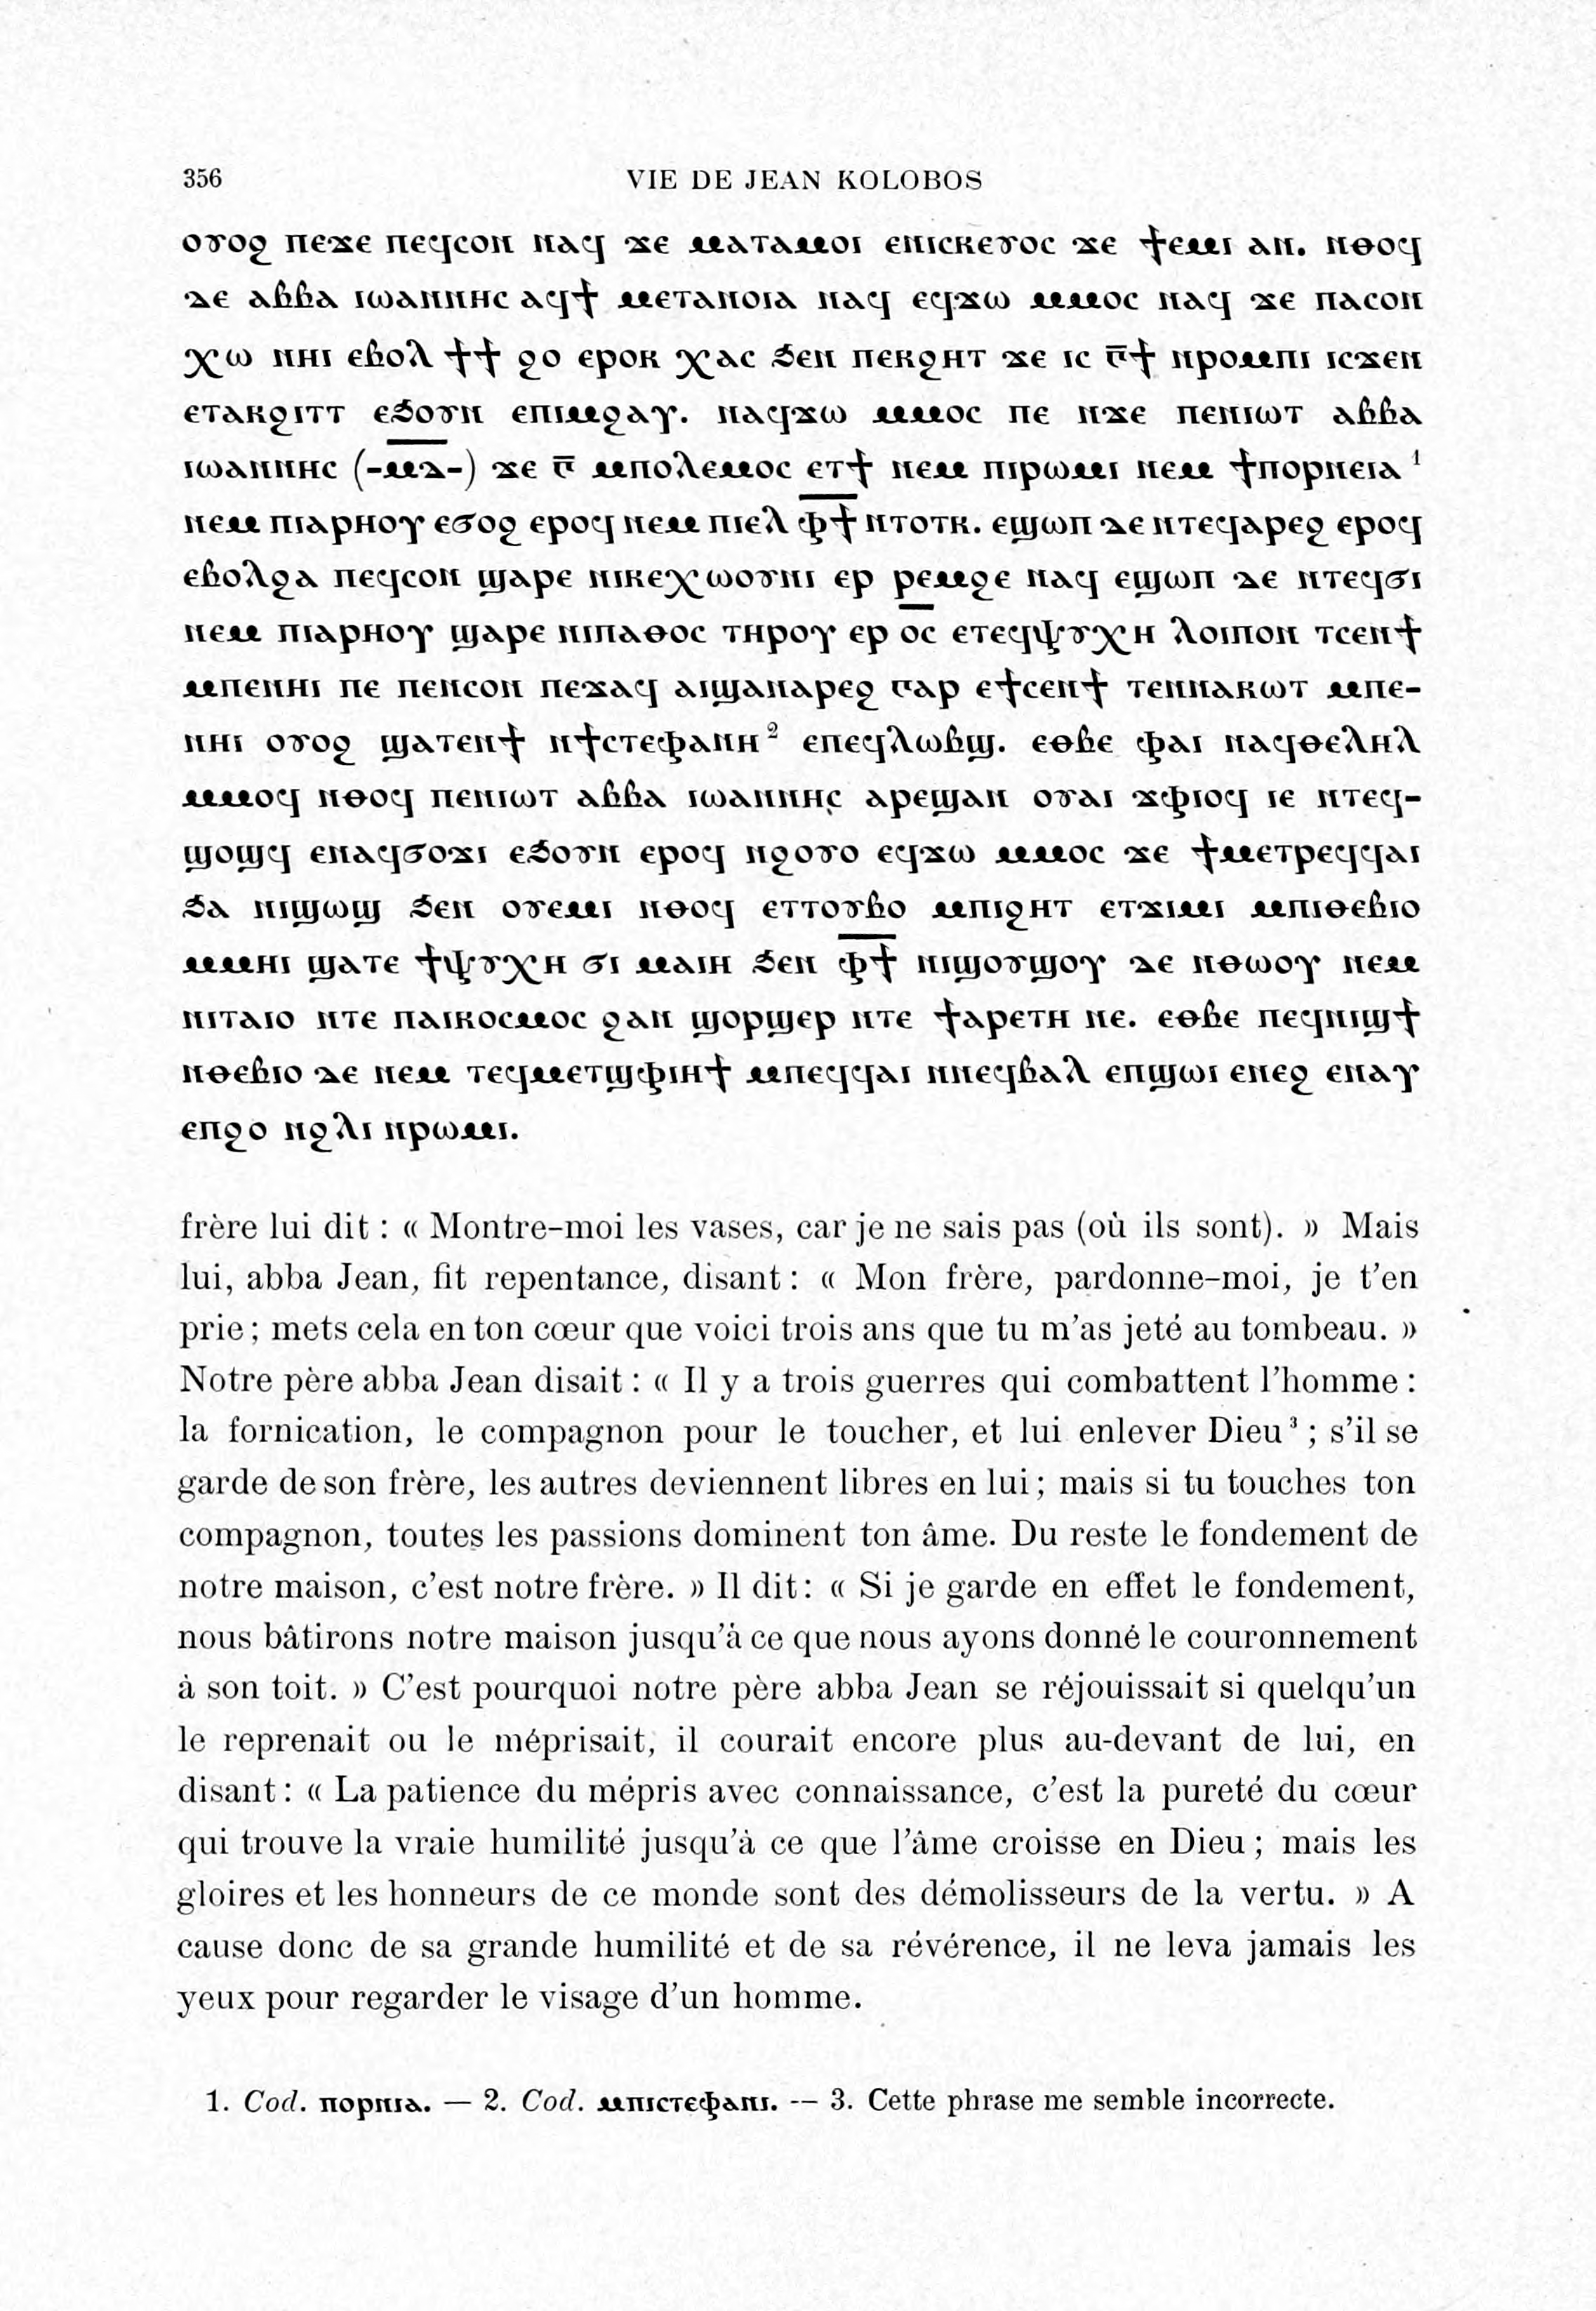 356 VIE DE JEAN KOLOBOS
ⲟⲩⲟϩ ⲡⲉϫⲉ ⲡⲉϥⲥⲟⲛ ⲛⲁϥ ϫⲉ ⲙⲁⲧⲁⲙⲟⲓ ⲉⲛⲓⲥⲕⲉⲩⲟⲥ ϫⲉ ϯⲉⲙⲓ ⲁⲛ. ⲛⲑⲟϥ
ⲇⲉ ⲁⲃⲃⲁ ⲓⲱⲁⲛⲛⲏⲥ ⲁϥϯ ⲙⲉⲧⲁⲛⲟⲓⲁ ⲛⲁϥ ⲉϥϫⲱ ⲙⲙⲟⲥ ⲛⲁϥ ϫⲉ ⲡⲁⲥⲟⲛ
ⲭⲱ ⲛⲏⲓ ⲉⲃⲟⲗ ϯϯ ϩⲟ ⲉⲣⲟⲕ ⲭⲁⲥ ϧⲉⲛ ⲡⲉⲕϩⲏⲧ ϫⲉ ⲓⲥ ⲅ̅ϯ ⲛⲣⲟⲙⲡⲓ ⲓⲥϫⲉⲛ
ⲉⲧⲁⲕϩⲓⲧⲧ ⲉϧⲟⲩⲛ ⲉⲡⲓⲙϩⲁⲩ. ⲛⲁϥϫⲱ ⲙⲙⲟⲥ ⲡⲉ ⲛϫⲉ ⲡⲉⲛⲓⲱⲧ ⲁⲃⲃⲁ
ⲓⲱⲁⲛⲛⲏⲥ (-ⲙ̅ⲇ̅-) ϫⲉ ⲅ̅ ⲙⲡⲟⲗⲉⲙⲟⲥ ⲉⲧϯ ⲛⲉⲙ ⲡⲓⲣⲱⲙⲓ ⲛⲉⲙ ϯⲡⲟⲣⲛⲉⲓⲁ ¹
ⲛⲉⲙ ⲡⲓⲁⲣⲏⲟⲩ ⲉϭⲟϩ ⲉⲣⲟϥ ⲛⲉⲙ ⲡⲓⲉⲗ ⲫ̅ϯ̅ ⲛⲧⲟⲧⲕ. ⲉϣⲱⲡ ⲇⲉ ⲛⲧⲉϥⲁⲣⲉϩ ⲉⲣⲟϥ
ⲉⲃⲟⲗϩⲁ ⲡⲉϥⲥⲟⲛ ϣⲁⲣⲉ ⲛⲓⲕⲉⲭⲱⲟⲩⲛⲓ ⲉⲣ ⲣⲉⲙϩⲉ ⲛⲁϥ ⲉϣⲱⲡ ⲇⲉ ⲛⲧⲉϥϭⲓ
ⲛⲉⲙ ⲡⲓⲁⲣⲏⲟⲩ ϣⲁⲣⲉ ⲛⲓⲡⲁⲑⲟⲥ ⲧⲏⲣⲟⲩ ⲉⲣ ⲟ̅ⲥ̅ ⲉⲧⲉϥⲯⲩⲭⲏ ⲗⲟⲓⲡⲟⲛ ⲧⲥⲉⲛϯ
ⲙⲡⲉⲛⲏⲓ ⲡⲉ ⲡⲉⲛⲥⲟⲛ ⲡⲉϫⲁϥ ⲁⲓϣⲁⲛⲁⲣⲉϩ ⲅⲁⲣ ⲉϯⲥⲉⲛϯ ⲧⲉⲛⲛⲁⲕⲱⲧ ⲙⲡⲉ-
ⲛⲏⲓ ⲟⲩⲟϩ ϣⲁⲧⲉⲛϯ ⲛϯⲥⲧⲉⲫⲁⲛⲏ ² ⲉⲡⲉϥⲗⲱⲃϣ. ⲉⲑⲃⲉ ⲫⲁⲓ ⲛⲁϥⲑⲉⲗⲏⲗ
ⲙⲙⲟϥ ⲛⲑⲟϥ ⲡⲉⲛⲓⲱⲧ ⲁⲃⲃⲁ ⲓⲱⲁⲛⲛⲏⲥ ⲁⲣⲉϣⲁⲛ ⲟⲩⲁⲓ ϫⲫⲓⲟϥ ⲓⲉ ⲛⲧⲉϥ-
ϣⲟϣϥ ⲉⲛⲁϥϭⲟϫⲓ ⲉϧⲟⲩⲛ ⲉⲣⲟϥ ⲛϩⲟⲩⲟ ⲉϥϫⲱ ⲙⲙⲟⲥ ϫⲉ ϯⲙⲉⲧⲣⲉϥϥⲁⲓ
ϧⲁ ⲛⲓϣⲱϣ ϧⲉⲛ ⲟⲩⲉⲙⲓ ⲛⲑⲟϥ ⲉⲧⲧⲟⲩⲃⲟ ⲙⲡⲓϩⲏⲧ ⲉⲧϫⲓⲙⲓ ⲙⲡⲓⲑⲉⲃⲓⲟ
ⲙⲙⲏⲓ ϣⲁⲧⲉ ϯⲯⲩⲭⲏ ϭⲓ ⲙⲁⲓⲏ ϧⲉⲛ ⲫ̅ϯ̅ ⲛⲓϣⲟⲩϣⲟⲩ ⲇⲉ ⲛⲑⲱⲟⲩ ⲛⲉⲙ
ⲛⲓⲧⲁⲓⲟ ⲛⲧⲉ ⲡⲁⲓⲕⲟⲥⲙⲟⲥ ϩⲁⲛ ϣⲟⲣϣⲉⲣ ⲛⲧⲉ ϯⲁⲣⲉⲧⲏ ⲛⲉ. ⲉⲑⲃⲉ ⲡⲉϥⲛⲓϣϯ
ⲛⲑⲉⲃⲓⲟ ⲇⲉ ⲛⲉⲙ ⲧⲉϥⲙⲉⲧϣⲫⲓⲏϯ ⲙⲡⲉϥϥⲁⲓ ⲛⲛⲉϥⲃⲁⲗ ⲉⲡϣⲱⲓ ⲉⲛⲉϩ ⲉⲛⲁⲩ
ⲉⲡϩⲟ ⲛϩⲗⲓ ⲛⲣⲱⲙⲓ.
frère lui dit : « Montre-moi les vases, car je ne sais pas (où ils sont). » Mais
lui, abba Jean, fit repentance, disant : « Mon frère, pardonne-moi, je t'en
prie ; mets cela en ton cœur que voici trois ans que tu m'as jeté au tombeau. »
Notre père abba Jean disait : « Il y a trois guerres qui combattent l'homme :
la fornication, le compagnon pour le toucher, et lui enlever Dieu ³ ; s'il se
garde de son frère, les autres deviennent libres en lui ; mais si tu touches ton
compagnon, toutes les passions dominent ton âme. Du reste le fondement de
notre maison, c'est notre frère. » Il dit : « Si je garde en effet le fondement,
nous bâtirons notre maison jusqu'à ce que nous ayons donné le couronnement
à son toit. » C'est pourquoi notre père abba Jean se réjouissait si quelqu'un
le reprenait ou le méprisait, il courait encore plus au-devant de lui, en
disant : « La patience du mépris avec connaissance, c'est la pureté du cœur
qui trouve la vraie humilité jusqu'à ce que l'âme croisse en Dieu ; mais les
gloires et les honneurs de ce monde sont des démolisseurs de la vertu. » A
cause donc de sa grande humilité et de sa révérence, il ne leva jamais les
yeux pour regarder le visage d'un homme.
1. Cod. ⲡⲟⲣⲛⲓⲁ. — 2. Cod. ⲙⲡⲓⲥⲧⲉⲫⲁⲛⲓ. -- 3. Cette phrase me semble incorrecte.